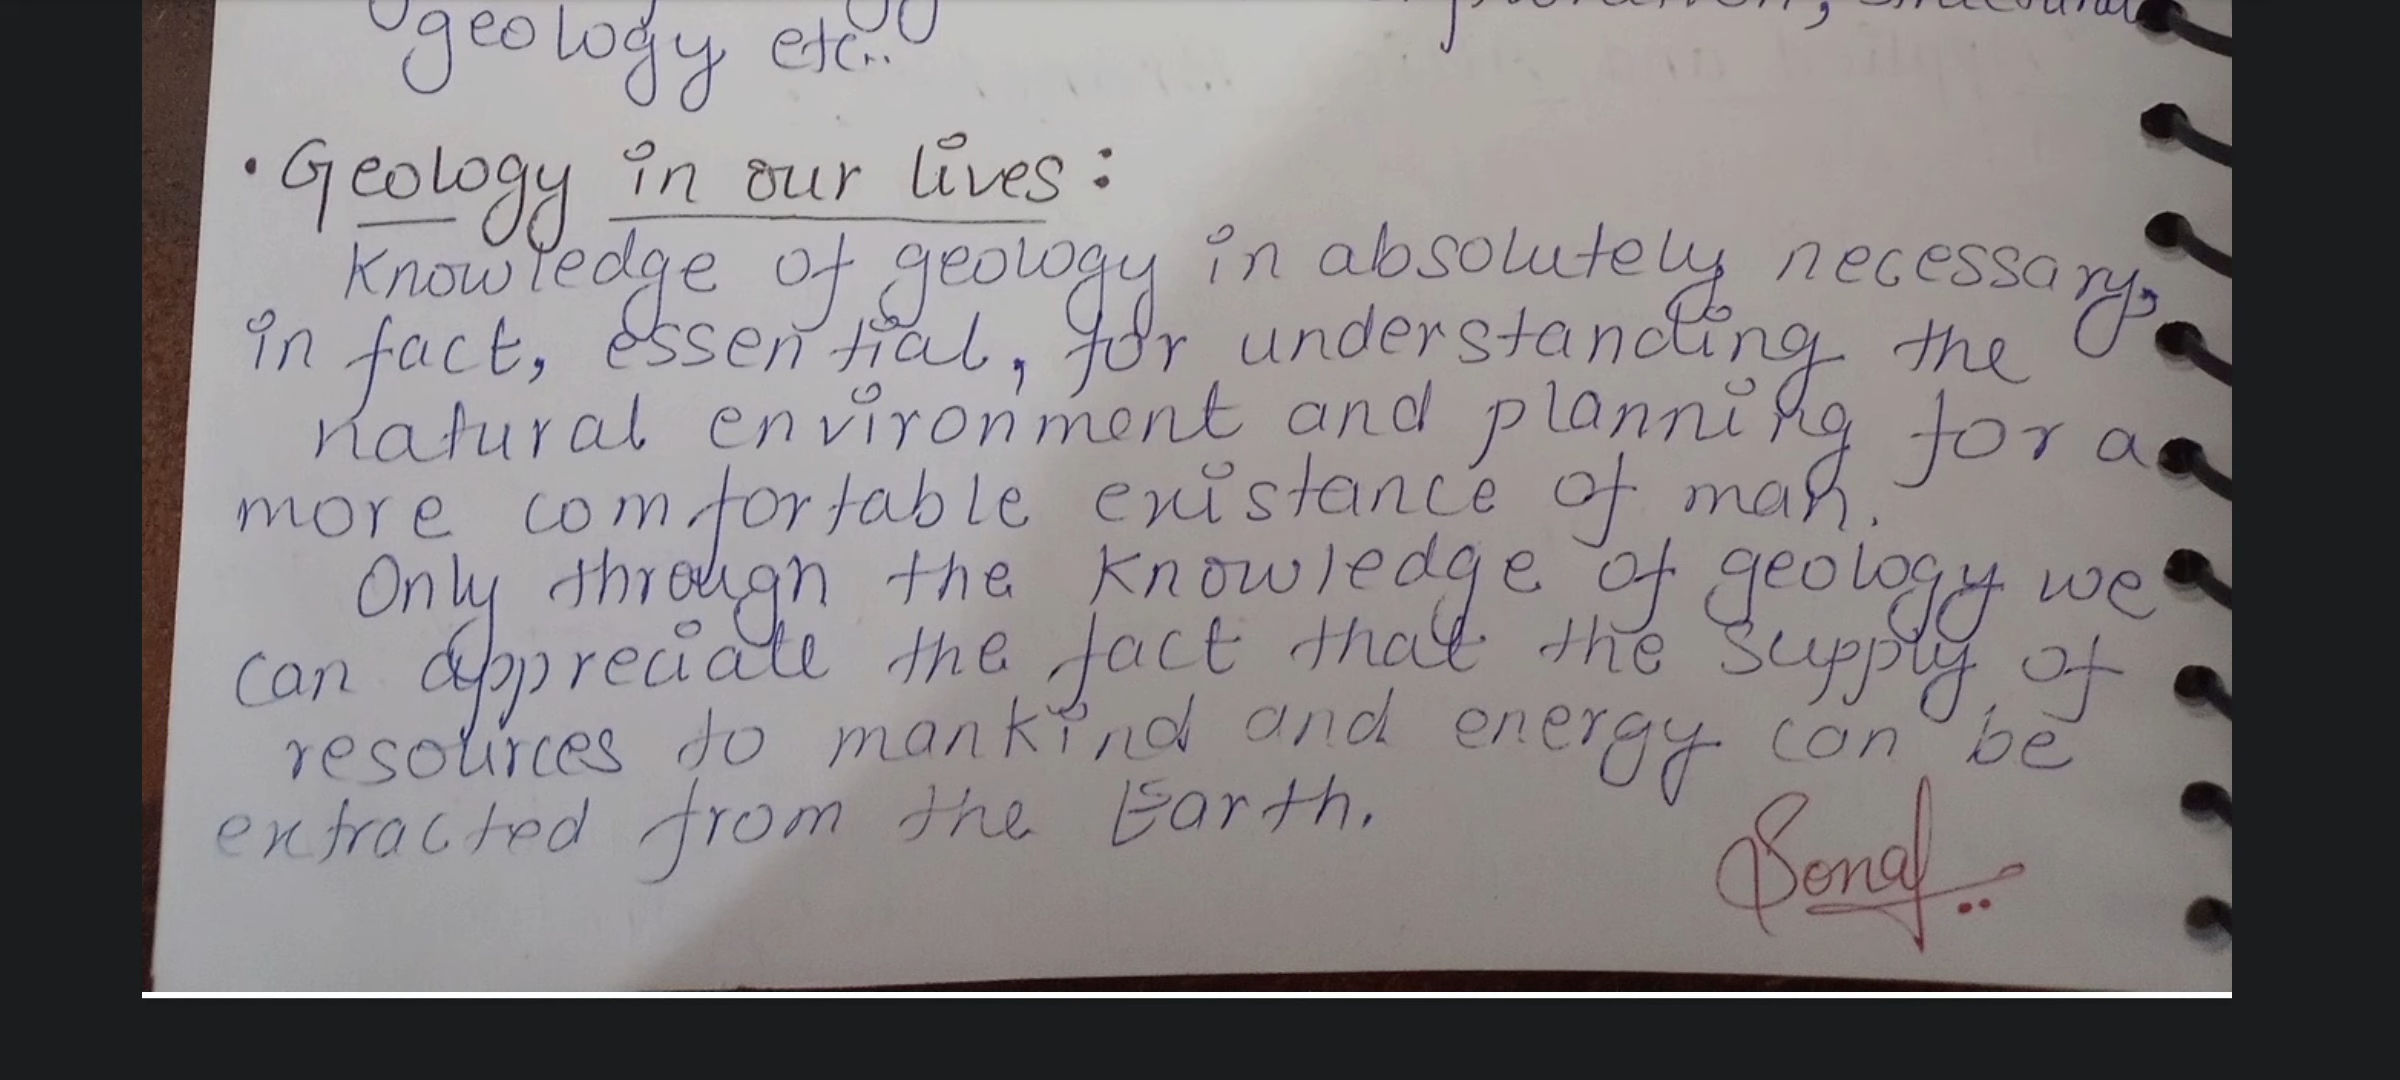 geology etc..
• Geology in our lives :
Knowledge of geology in absolutely necessary,
in fact, essential, for understanding the
natural environment and planning for a
more comfortable existance of man.
Only through the knowledge of geology we
can appreciate the fact that the supply of
resources to mankind and energy can be
extracted from the Earth.
Sonal